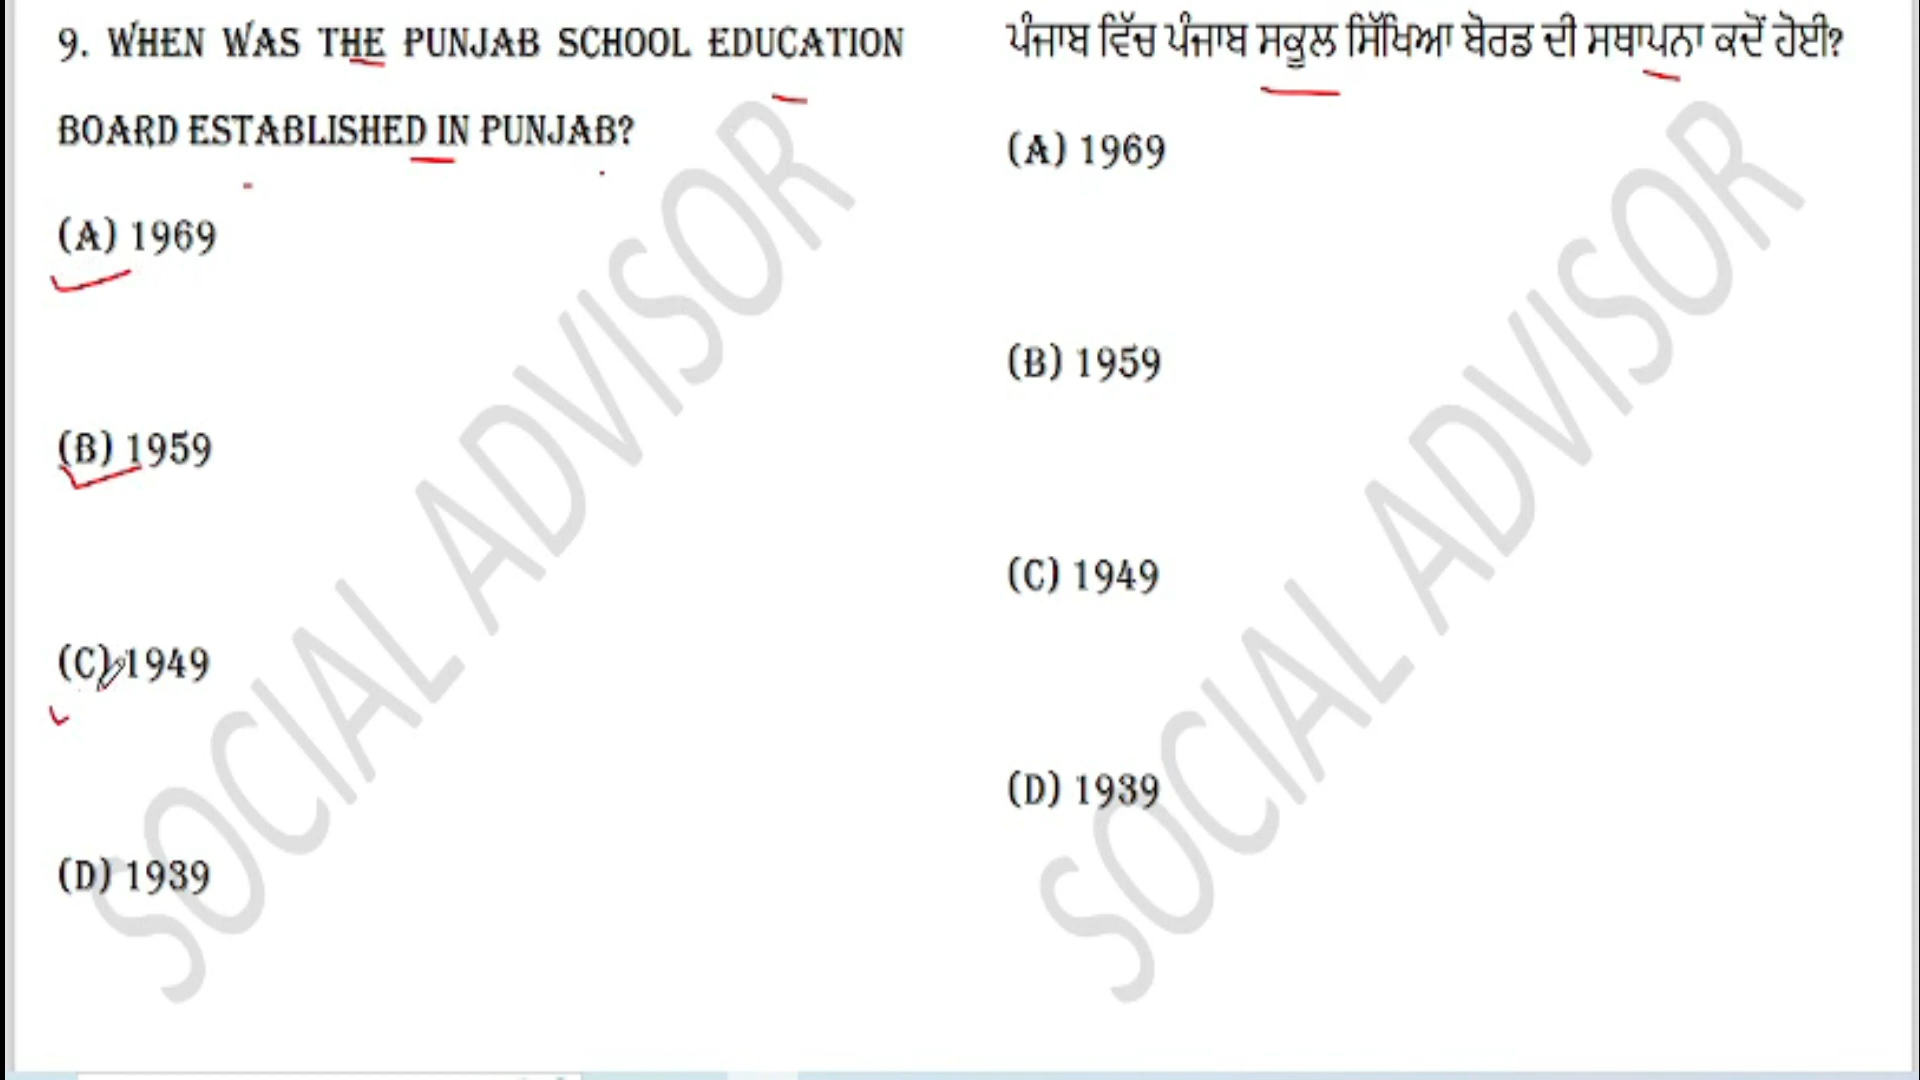 9. WHEN WAS THE PUNJAB SCHOOL EDUCATION
BOARD ESTABLISHED IN PUNJAB?
(A) 1969
(B) 1959
(C) 1949
(D) 1939
ਪੰਜਾਬ ਵਿੱਚ ਪੰਜਾਬ ਸਕੂਲ ਸਿੱਖਿਆ ਬੋਰਡ ਦੀ ਸਥਾਪਨਾ ਕਦੋਂ ਹੋਈ?
(A) 1969
(B) 1959
(C) 1949
(D) 1939
SOCIAL ADVISOR
SOCIAL ADVISOR